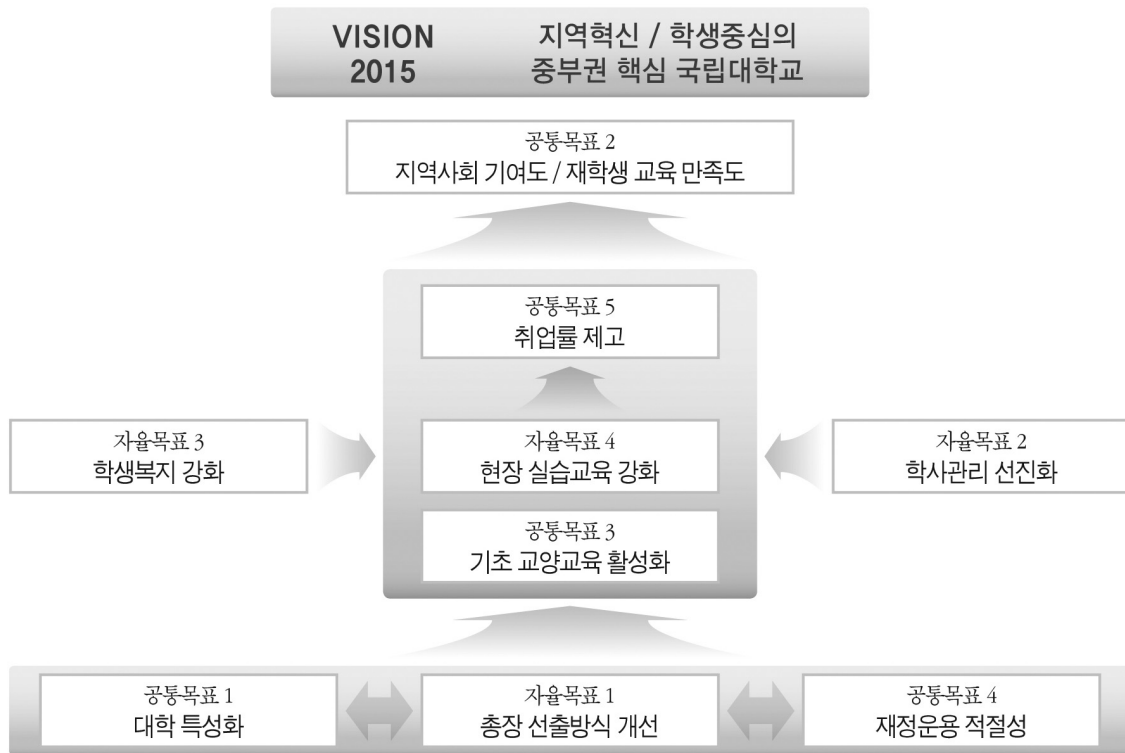 VISION 2015
지역혁신 / 학생중심의
중부권 핵심 국립대학교
공통목표 2
지역사회 기여도 / 재학생 교육 만족도
공통목표 5
취업률 제고
자율목표 3
학생복지 강화
자율목표 4
현장 실습교육 강화
자율목표 2
학사관리 선진화
공통목표 3
기초 교양교육 활성화
공통목표 1
대학 특성화
자율목표 1
총장 선출방식 개선
공통목표 4
재정운용 적절성